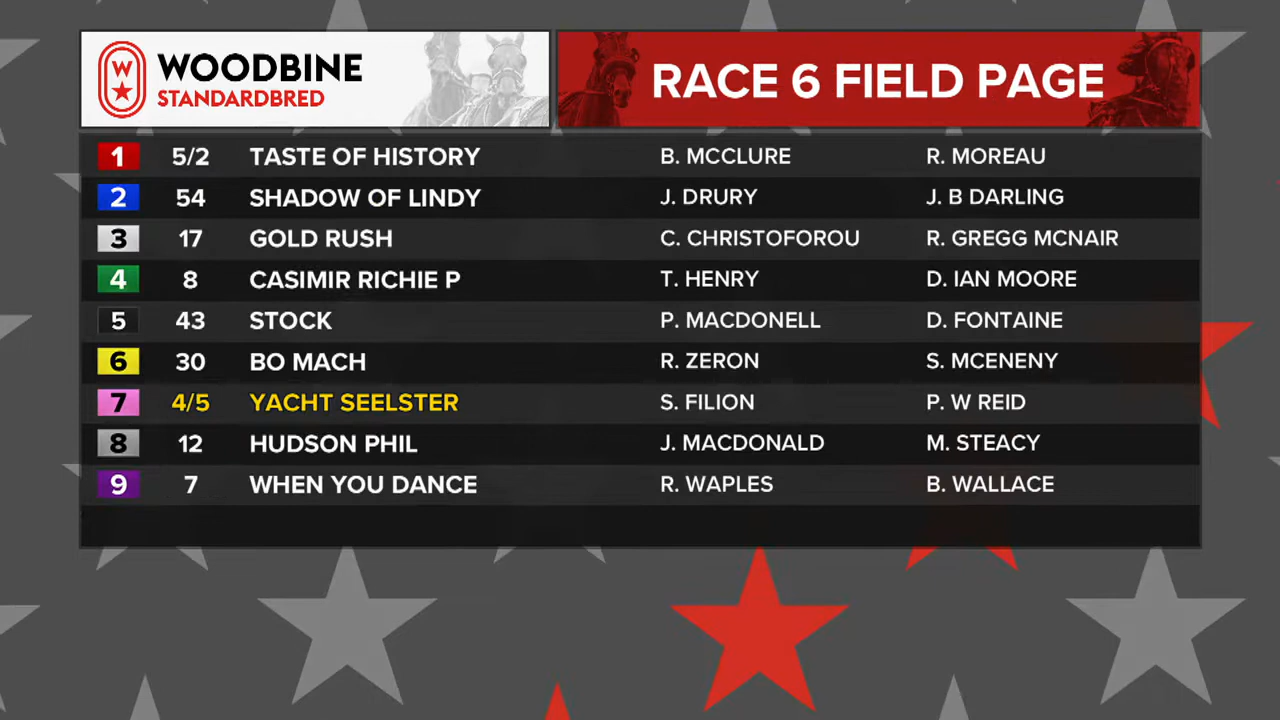 W
WOODBINE
STANDARDBRED
RACE 6 FIELD PAGE
1 5/2 TASTE OF HISTORY B. MCCLURE R. MOREAU
2 54 SHADOW OF LINDY J. DRURY J. B DARLING
3 17 GOLD RUSH C. CHRISTOFOROU R. GREGG MCNAIR
4 8 CASIMIR RICHIE P T. HENRY D. IAN MOORE
5 43 STOCK P. MACDONELL D. FONTAINE
6 30 BO MACH R. ZERON S. MCENENY
7 4/5 YACHT SEELSTER S. FILION P. W REID
8 12 HUDSON PHIL J. MACDONALD M. STEACY
9 7 WHEN YOU DANCE R. WAPLES B. WALLACE